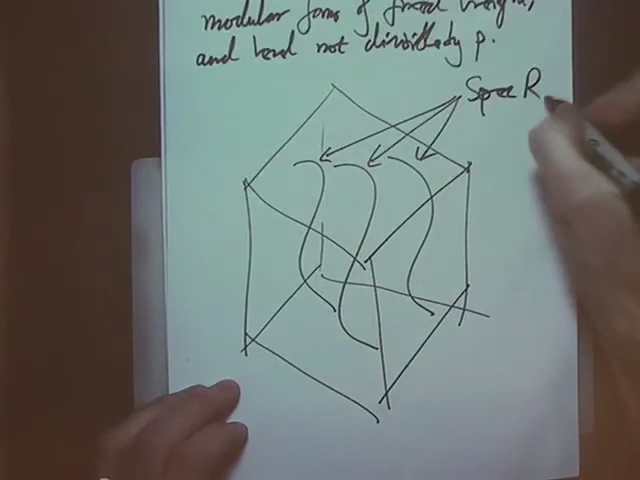 modular forms of fixed weight,
and level not divisible by p.
Spec R